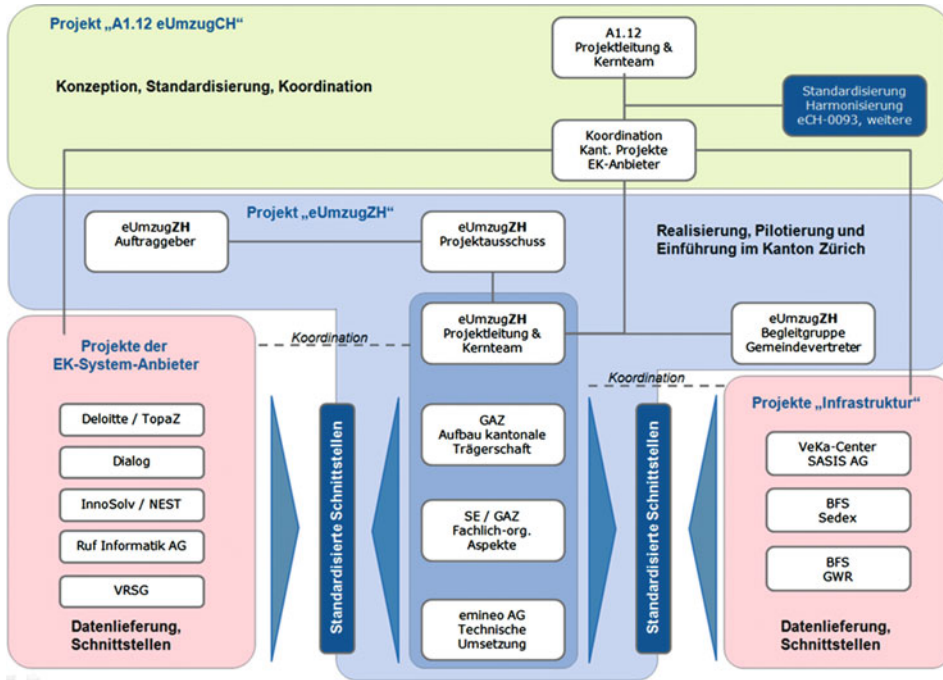 Projekt „A1.12 eUmzugCH“
A1.12
Projektleitung &
Kernteam
Konzeption, Standardisierung, Koordination
Standardisierung
Harmonisierung
eCH-0093, weitere
Koordination
Kant. Projekte
EK-Anbieter
Projekt „eUmzugZH“
eUmzugZH
Auftraggeber
eUmzugZH
Projektausschuss
Realisierung, Pilotierung und
Einführung im Kanton Zürich
eUmzugZH
Projektleitung &
Kernteam
eUmzugZH
Begleitgruppe
Gemeindevertreter
Koordination
Koordination
Projekte der
EK-System-Anbieter
Deloitte / TopaZ
Dialog
InnoSolv / NEST
Ruf Informatik AG
VRSG
Datenlieferung,
Schnittstellen
Standardisierte Schnittstellen
GAZ
Aufbau kantonale
Trägerschaft
SE / GAZ
Fachlich-org.
Aspekte
emineo AG
Technische
Umsetzung
Standardisierte Schnittstellen
Projekte „Infrastruktur“
VeKa-Center
SASIS AG
BFS
Sedex
BFS
GWR
Datenlieferung,
Schnittstellen